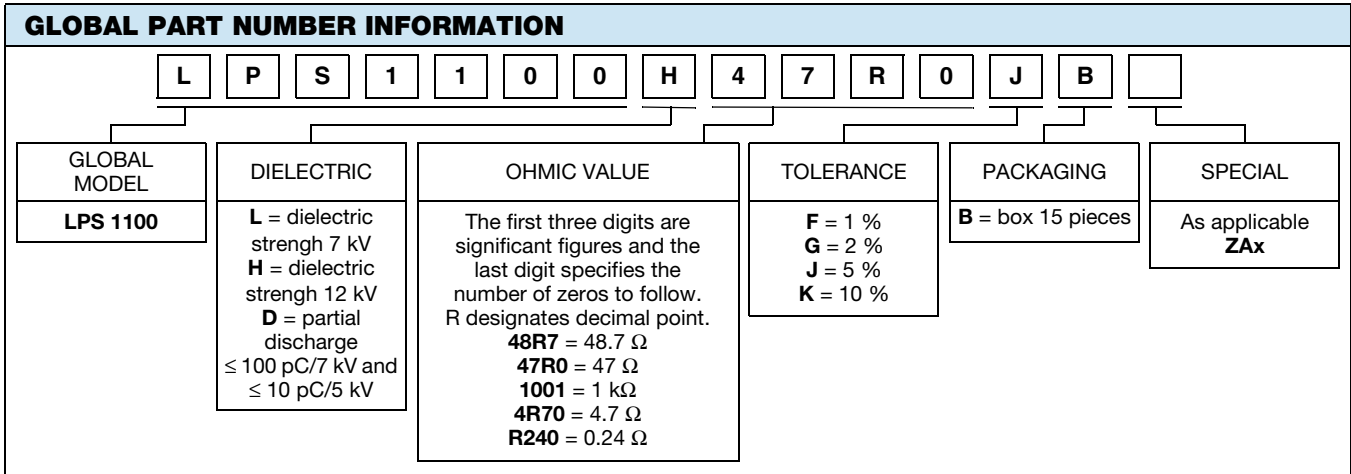 GLOBAL PART NUMBER INFORMATION
L P S 1 1 0 0 H 4 7 R 0 J B
GLOBAL
MODEL
LPS 1100
DIELECTRIC
L = dielectric
strengh 7 kV
H = dielectric
strengh 12 kV
D = partial
discharge
≤ 100 pC/7 kV and
≤ 10 pC/5 kV
OHMIC VALUE
The first three digits are
significant figures and the
last digit specifies the
number of zeros to follow.
R designates decimal point.
48R7 = 48.7 Ω
47R0 = 47 Ω
1001 = 1 kΩ
4R70 = 4.7 Ω
R240 = 0.24 Ω
TOLERANCE
F = 1 %
G = 2 %
J = 5 %
K = 10 %
PACKAGING
B = box 15 pieces
SPECIAL
As applicable
ZAx